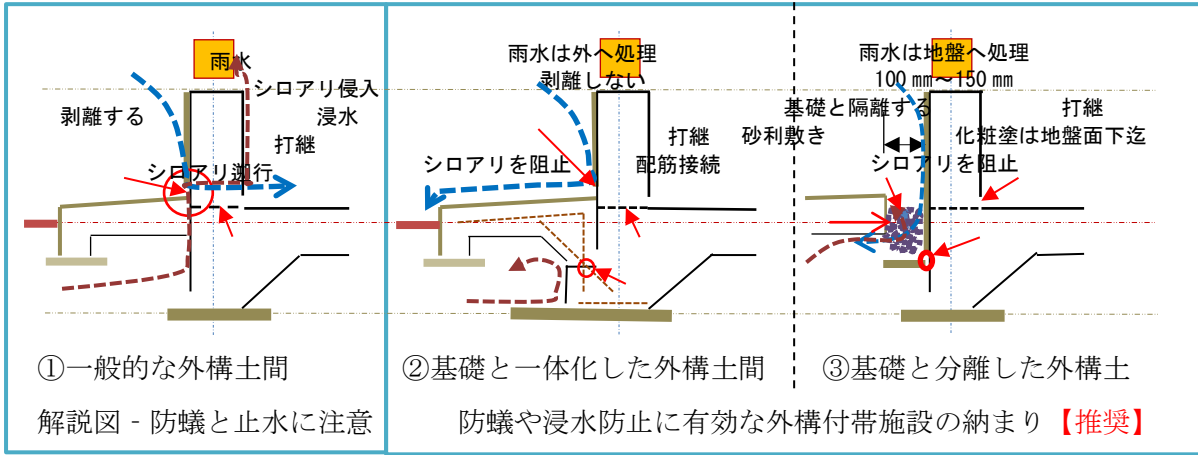 雨水
シロアリ侵入
剥離する
浸水
打継
シロアリ遡行
①一般的な外構土間
解説図 - 防蟻と止水に注意
雨水は外へ処理
剥離しない
打継
シロアリを阻止
配筋接続
②基礎と一体化した外構土間
雨水は地盤へ処理
100 mm～150 mm
基礎と隔離する
打継
砂利敷き
化粧塗は地盤面下迄
シロアリを阻止
③基礎と分離した外構土
防蟻や浸水防止に有効な外構付帯施設の納まり【推奨】